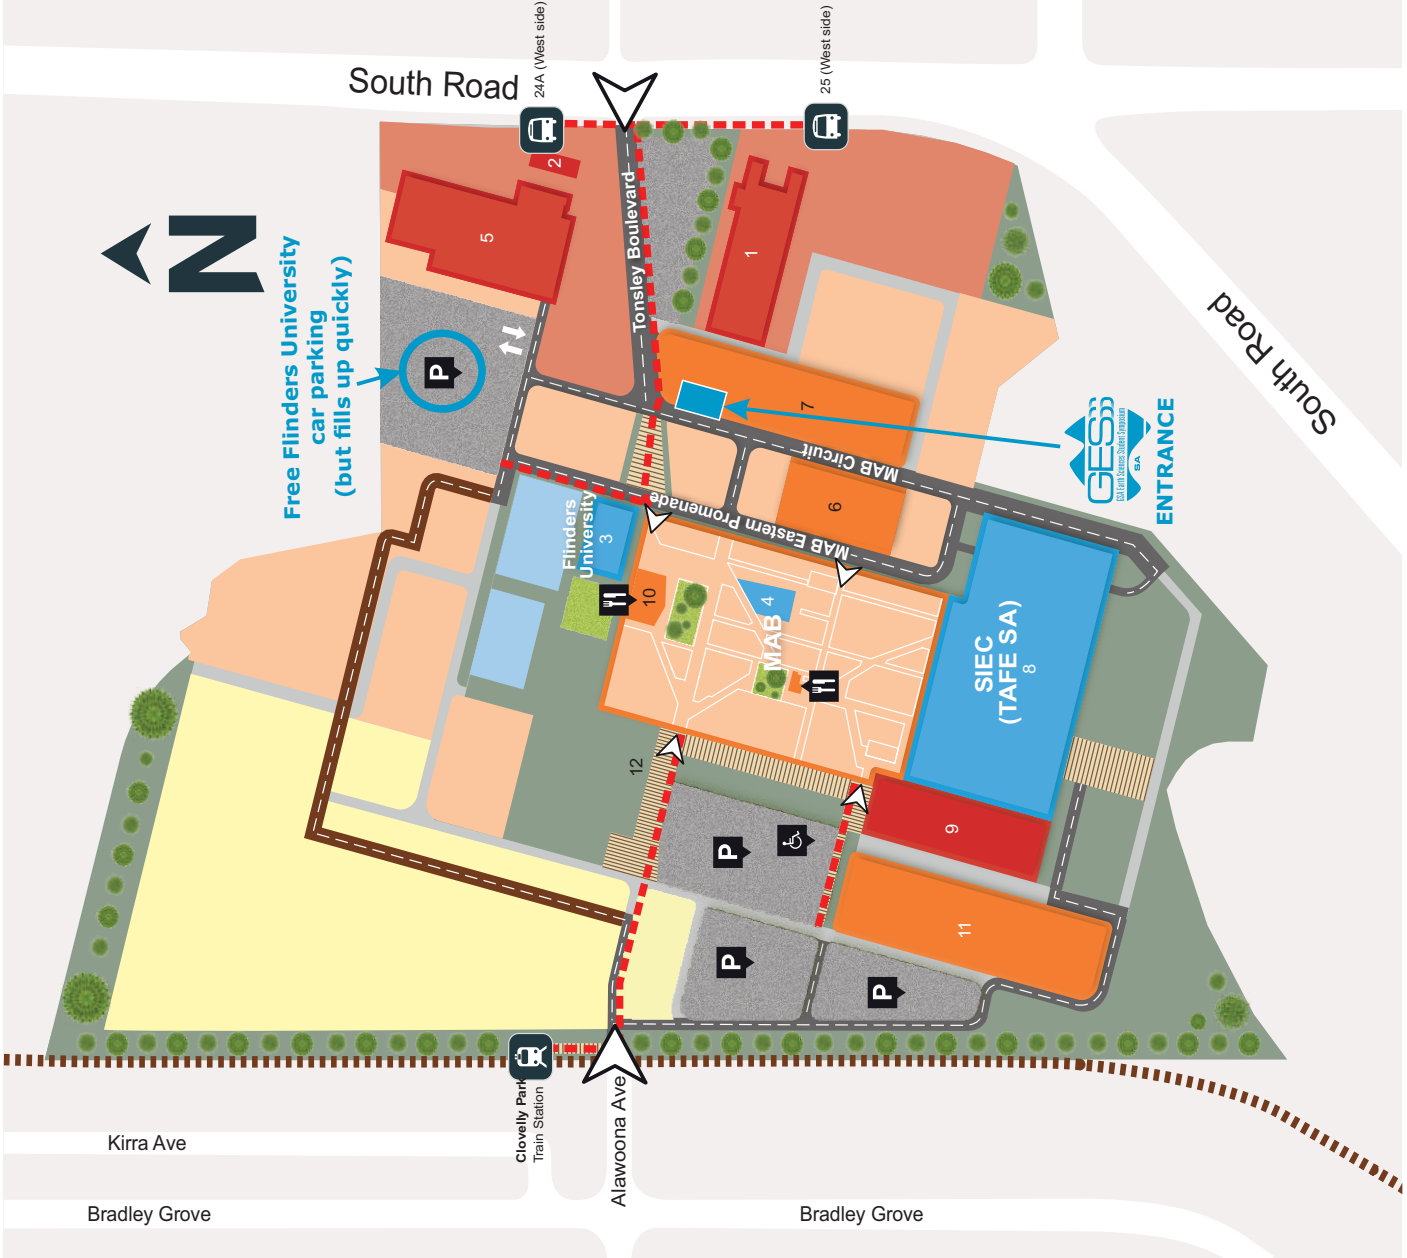 24A (West side)
25 (West side)
South Road
2
5
Tonsley Boulevard
1
N
Free Flinders University
car parking
(but fills up quickly)
P
South Road
7
MAB Circuit
GESSS
SA
ENTRANCE
6
MAB Eastern Promenade
Flinders
University
3
10
4
MAB
SIEC
(TAFE SA)
8
12
P
9
P
11
P
Clovelly Park
Train Station
Alawoona Ave
Kirra Ave
Bradley Grove
Bradley Grove